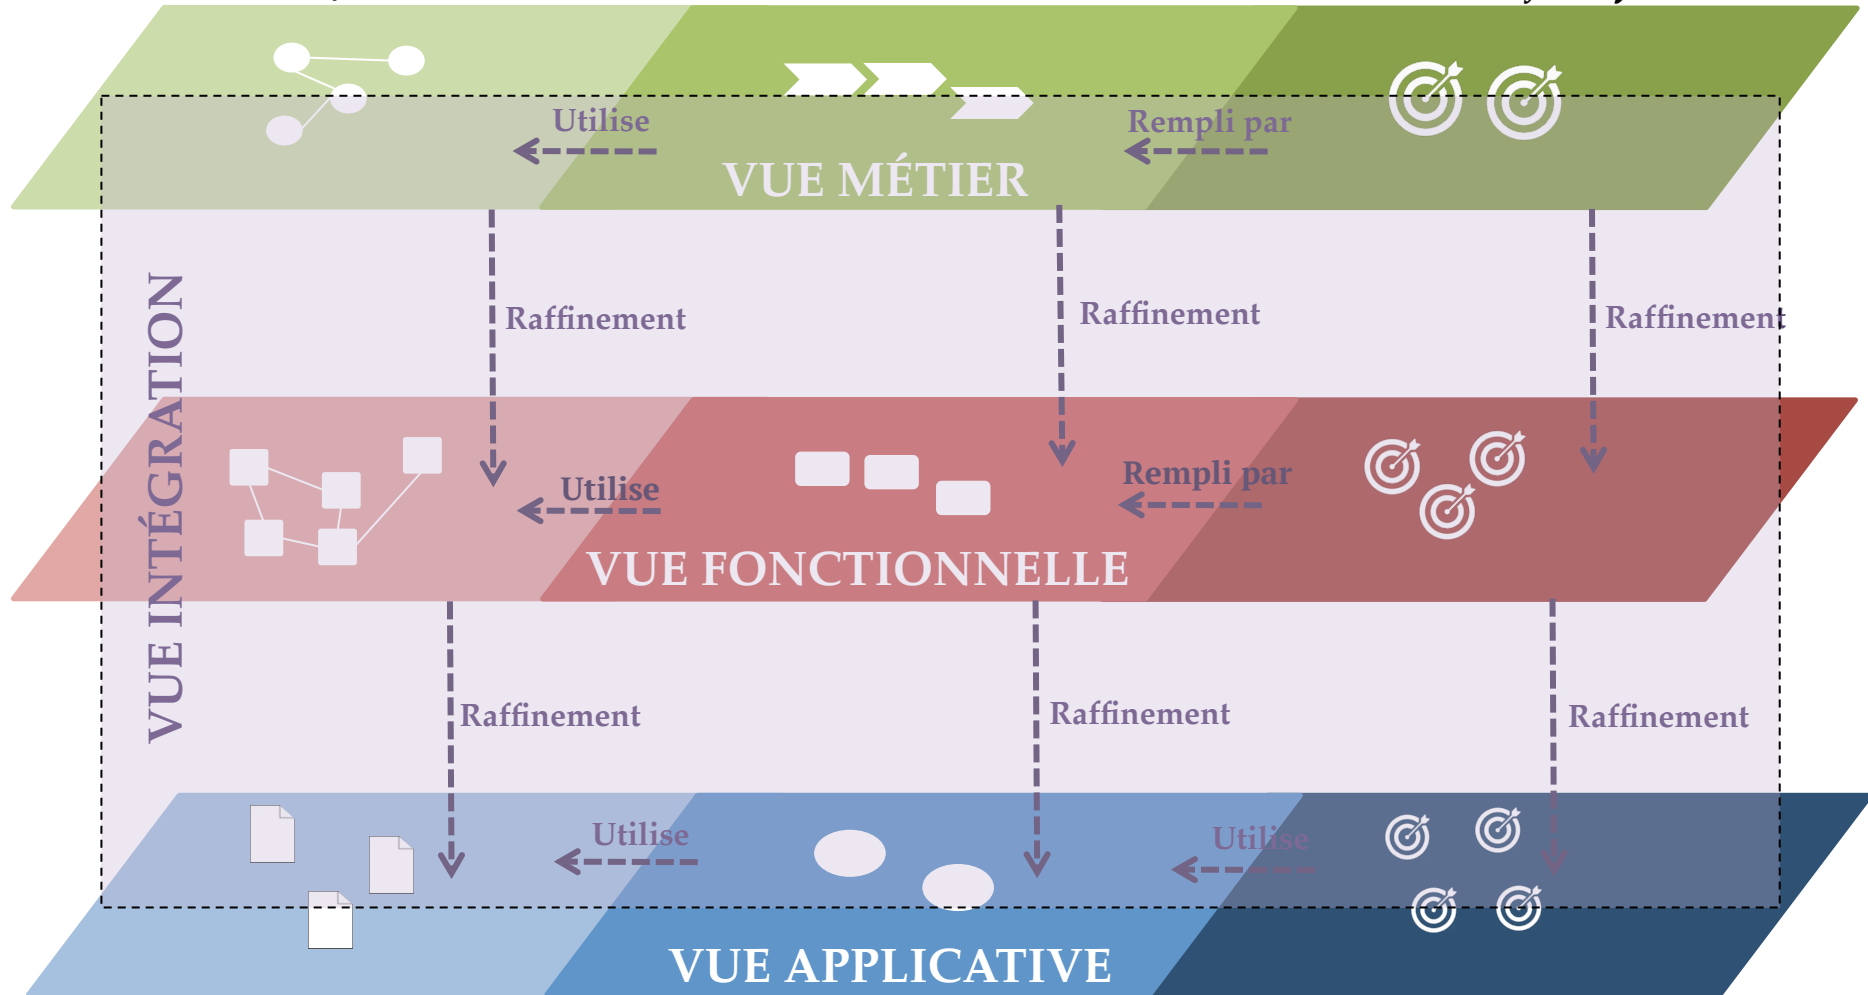 Utilise
Rempli par
VUE MÉTIER
Raffinement
Raffinement
Raffinement
VUE INTÉGRATION
Utilise
Rempli par
VUE FONCTIONNELLE
Raffinement
Raffinement
Raffinement
Utilise
Utilise
VUE APPLICATIVE